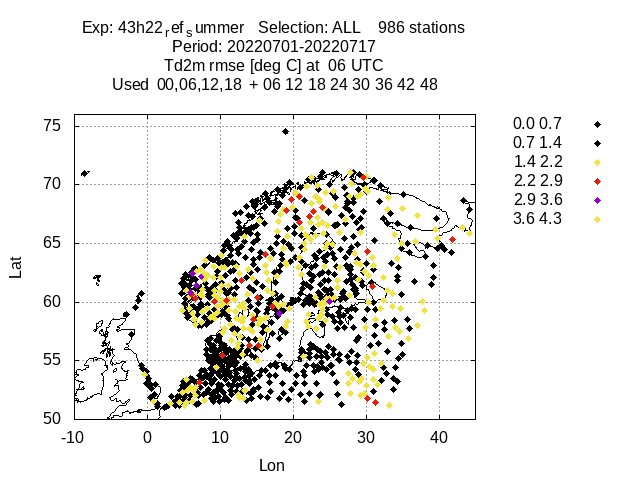 Exp: 43h22ref summer Selection: ALL 986 stations
Period: 20220701-20220717
Td2m rmse [deg C] at 06 UTC
Used 00,06,12,18 + 06 12 18 24 30 36 42 48
75
70
65
60
55
50
Lat
-10 0 10 20 30 40
Lon
0.0 0.7
0.7 1.4
1.4 2.2
2.2 2.9
2.9 3.6
3.6 4.3